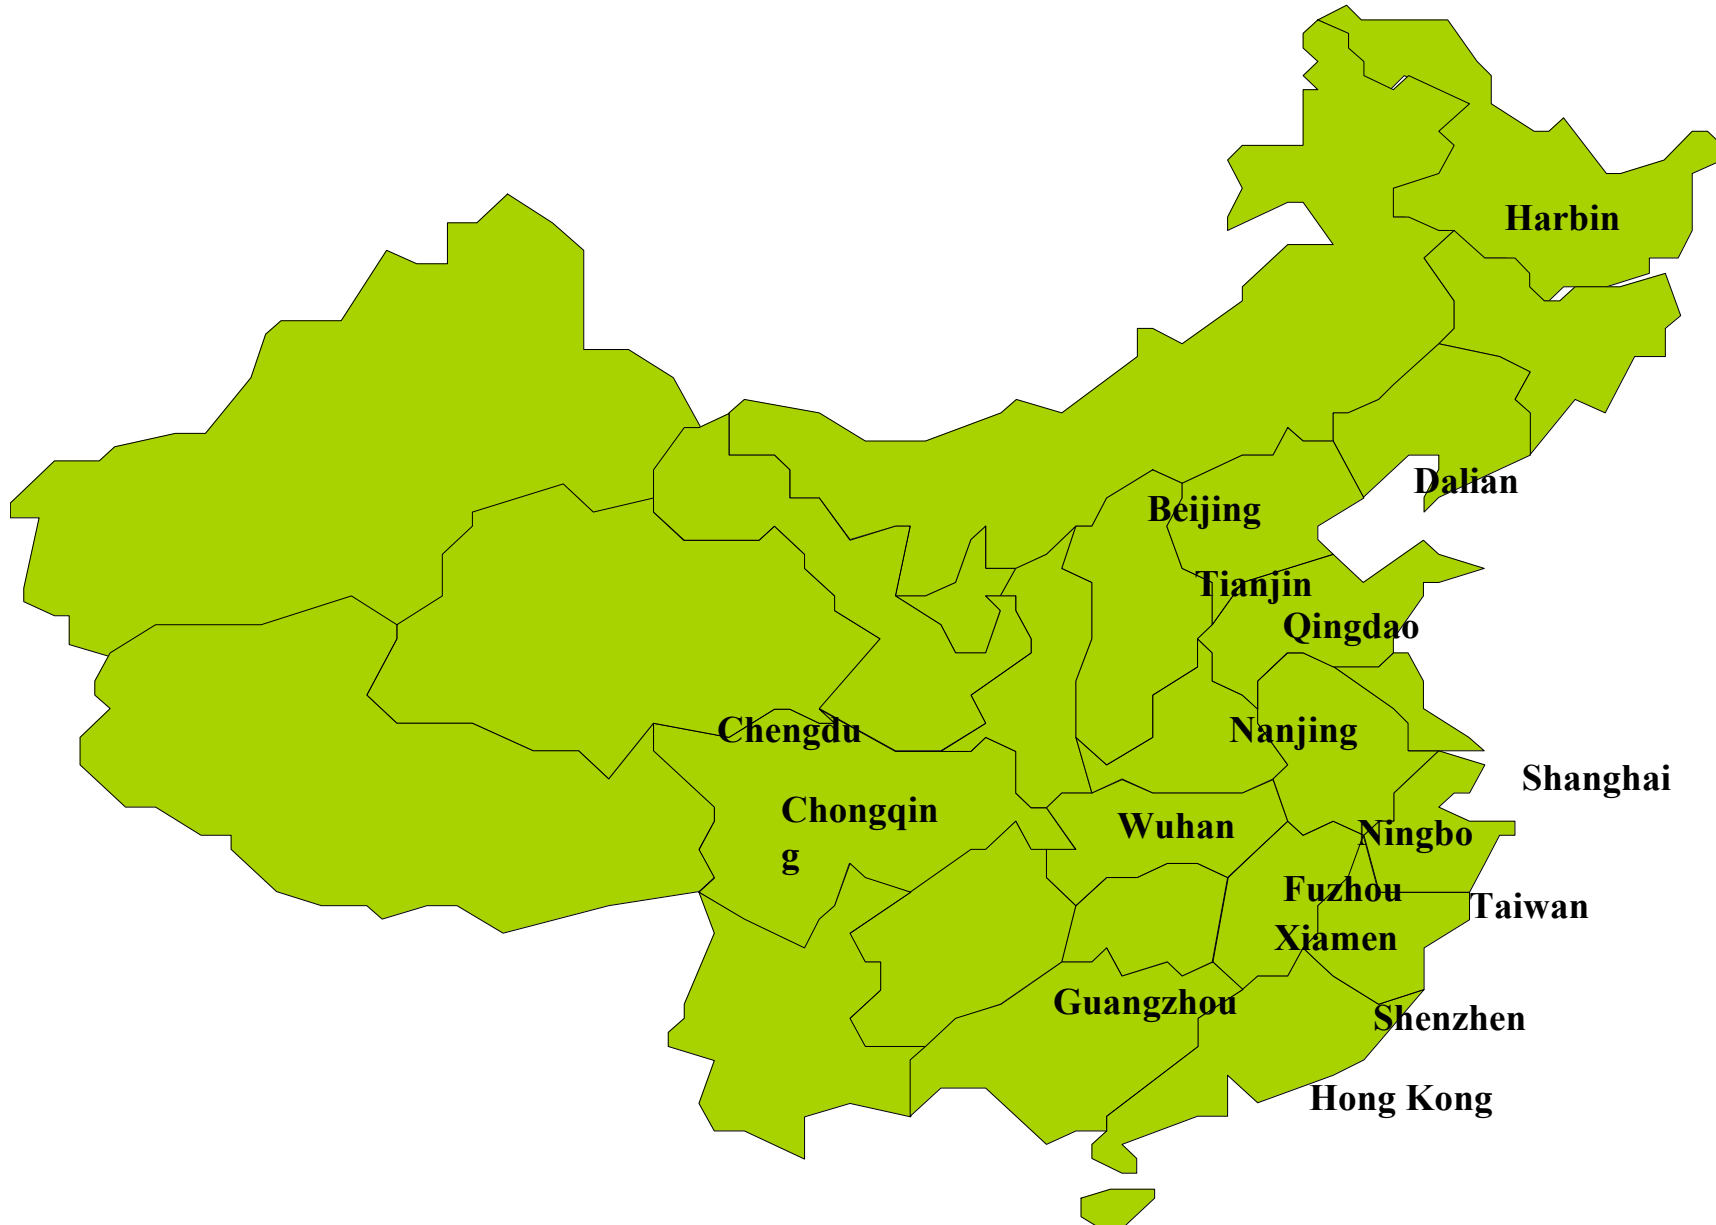 Harbin
Dalian
Beijing
Tianjin
Qingdao
Chengdu
Nanjing
Shanghai
Chongqin
g
Wuhan
Ningbo
Fuzhou
Taiwan
Xiamen
Guangzhou
Shenzhen
Hong Kong